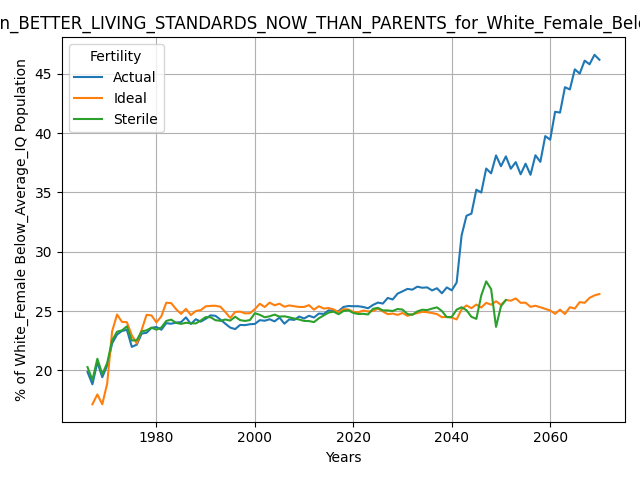 n_BETTER_LIVING_STANDARDS_NOW_THAN_PARENTS_for_White_Female_Belo
Fertility
Actual
Ideal
Sterile
% of White_Female Below_Average_IQ Population
45
40
35
30
25
20
1980 2000 2020 2040 2060
Years